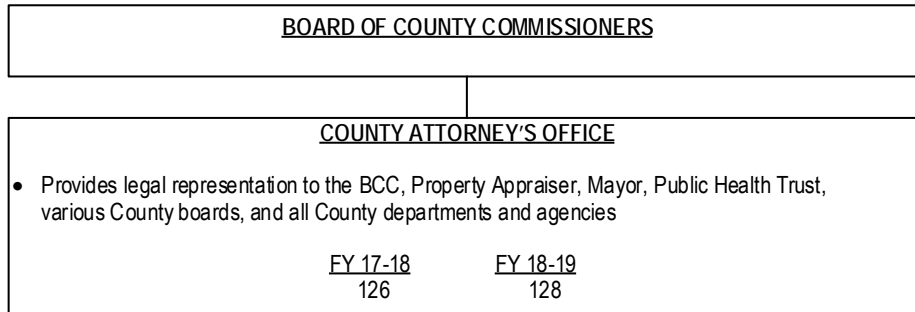 BOARD OF COUNTY COMMISSIONERS
COUNTY ATTORNEY'S OFFICE
• Provides legal representation to the BCC, Property Appraiser, Mayor, Public Health Trust,
various County boards, and all County departments and agencies
FY 17-18 FY 18-19
126 128